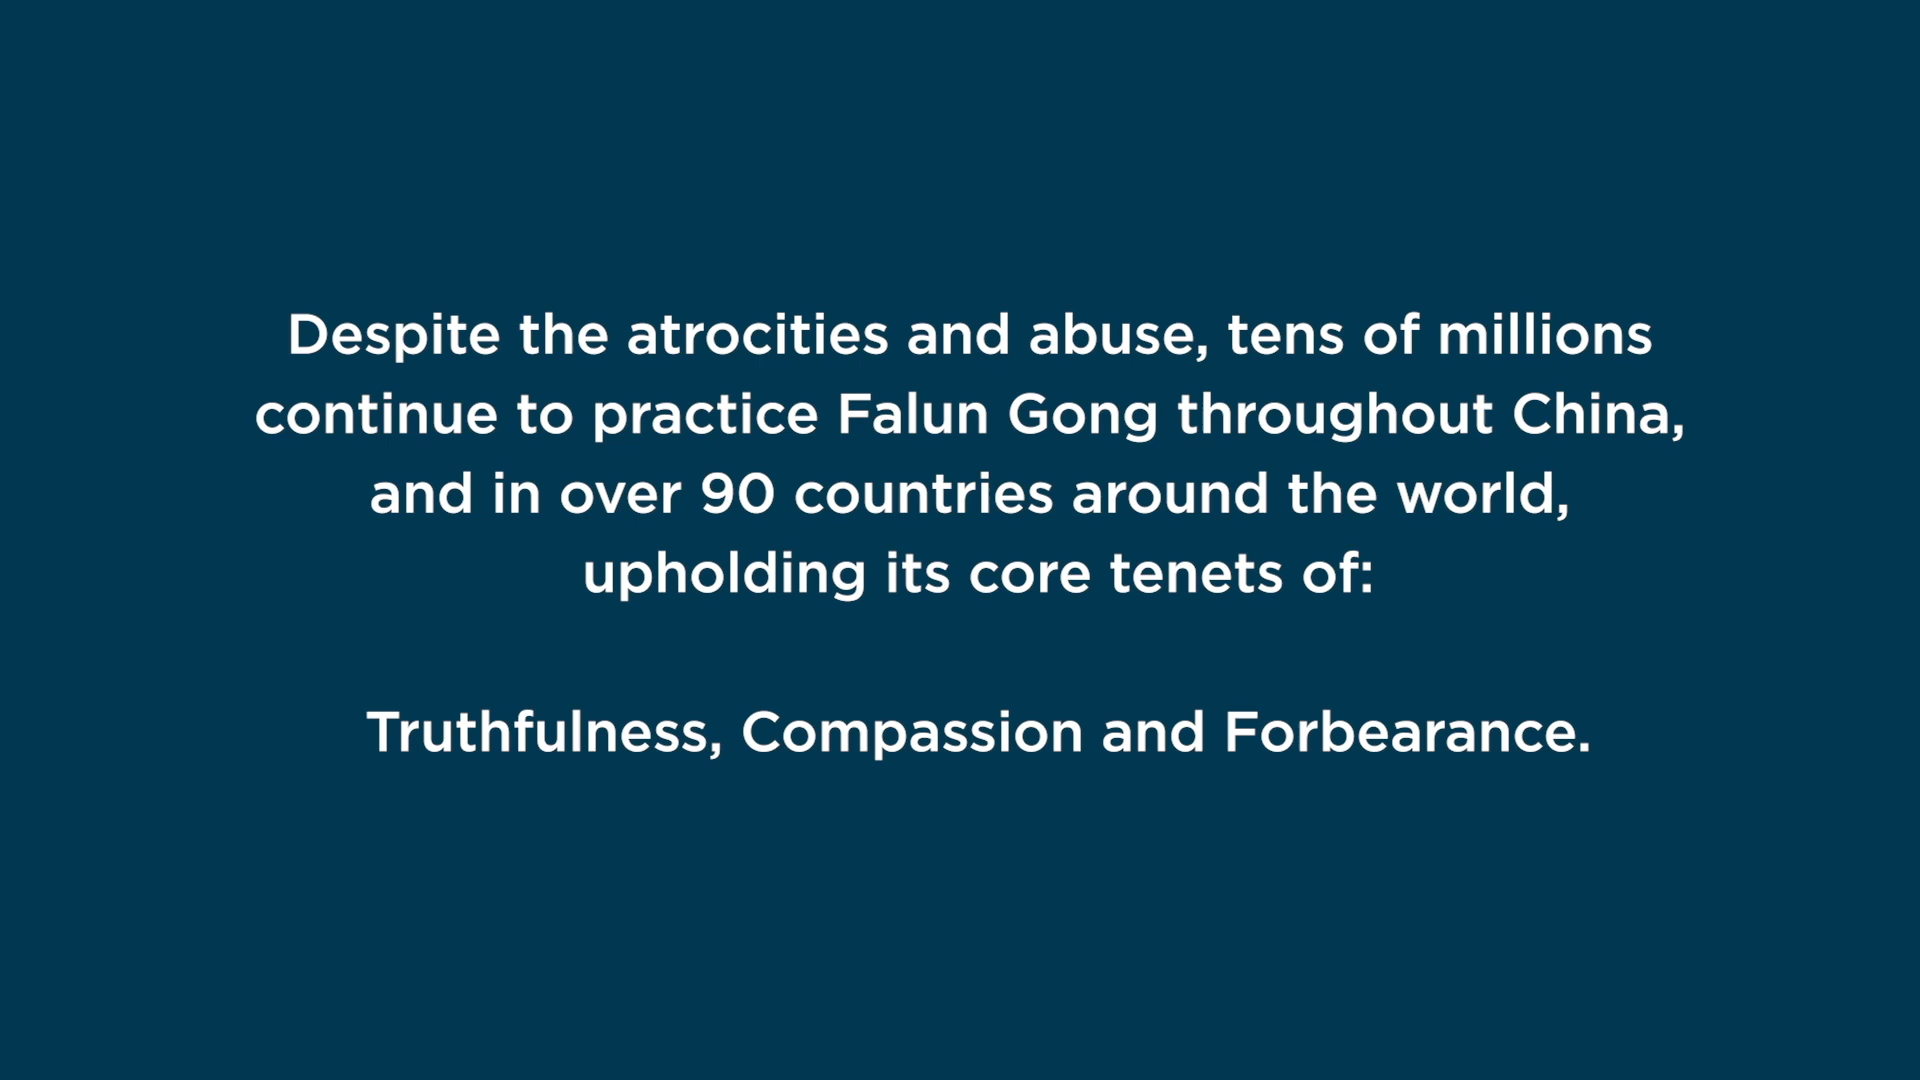 Despite the atrocities and abuse, tens of millions
continue to practice Falun Gong throughout China,
and in over 90 countries around the world,
upholding its core tenets of:
Truthfulness, Compassion and Forbearance.